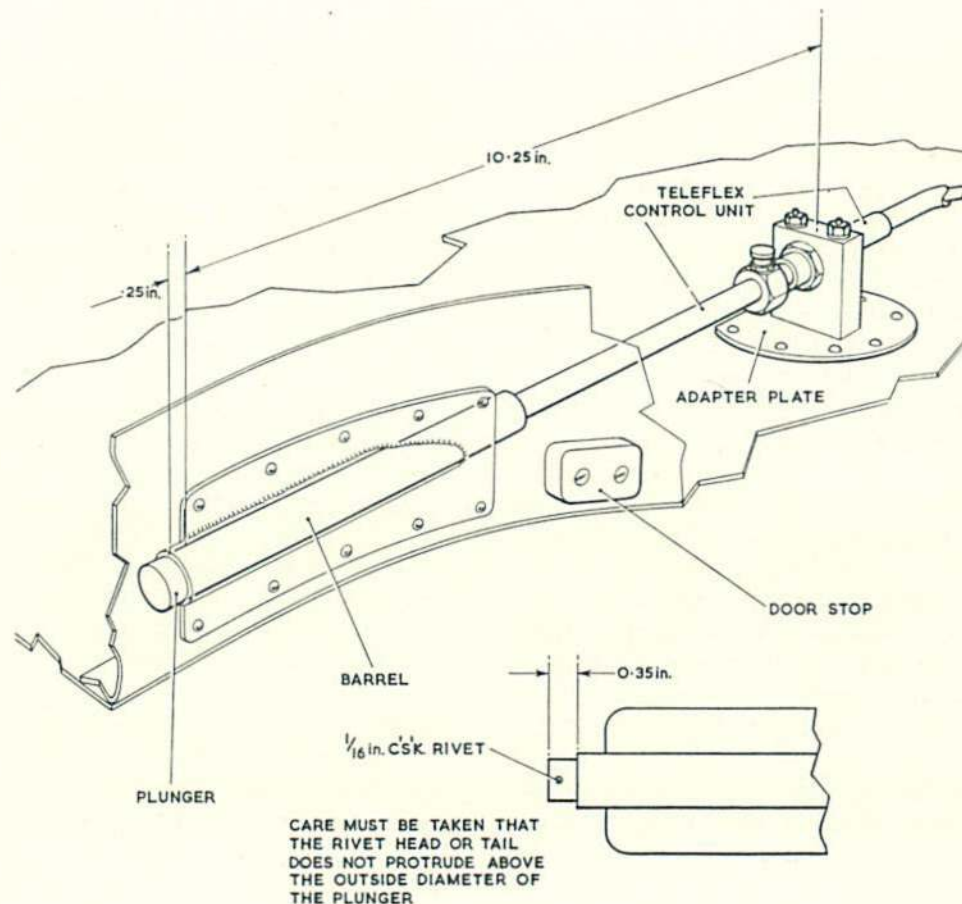 10·25 in.
TELEFLEX
CONTROL UNIT
·25in.
ADAPTER PLATE
DOOR STOP
BARREL
0·35 in.
1/16 in. C'S'K. RIVET
PLUNGER
CARE MUST BE TAKEN THAT
THE RIVET HEAD OR TAIL
DOES NOT PROTRUDE ABOVE
THE OUTSIDE DIAMETER OF
THE PLUNGER